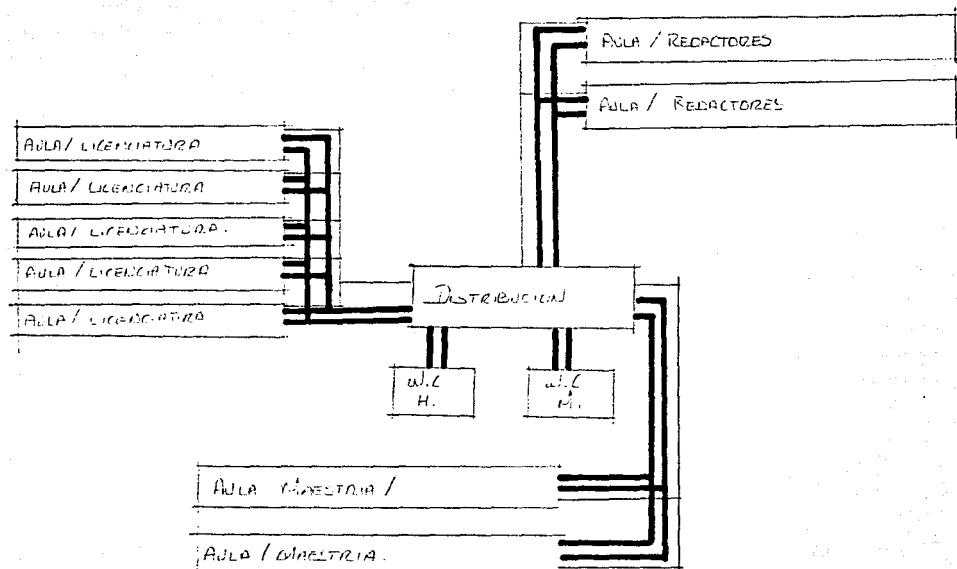 AULA / REDACTORES
AULA / REDACTORES
AULA / LICENCIATURA
AULA / LICENCIATURA
AULA / LICENCIATURA.
AULA / LICENCIATURA
AULA / LICENCIATURA
DISTRIBUCION
W.C
H.
W.C
M.
AULA MAESTRIA /
AULA / MAESTRIA.